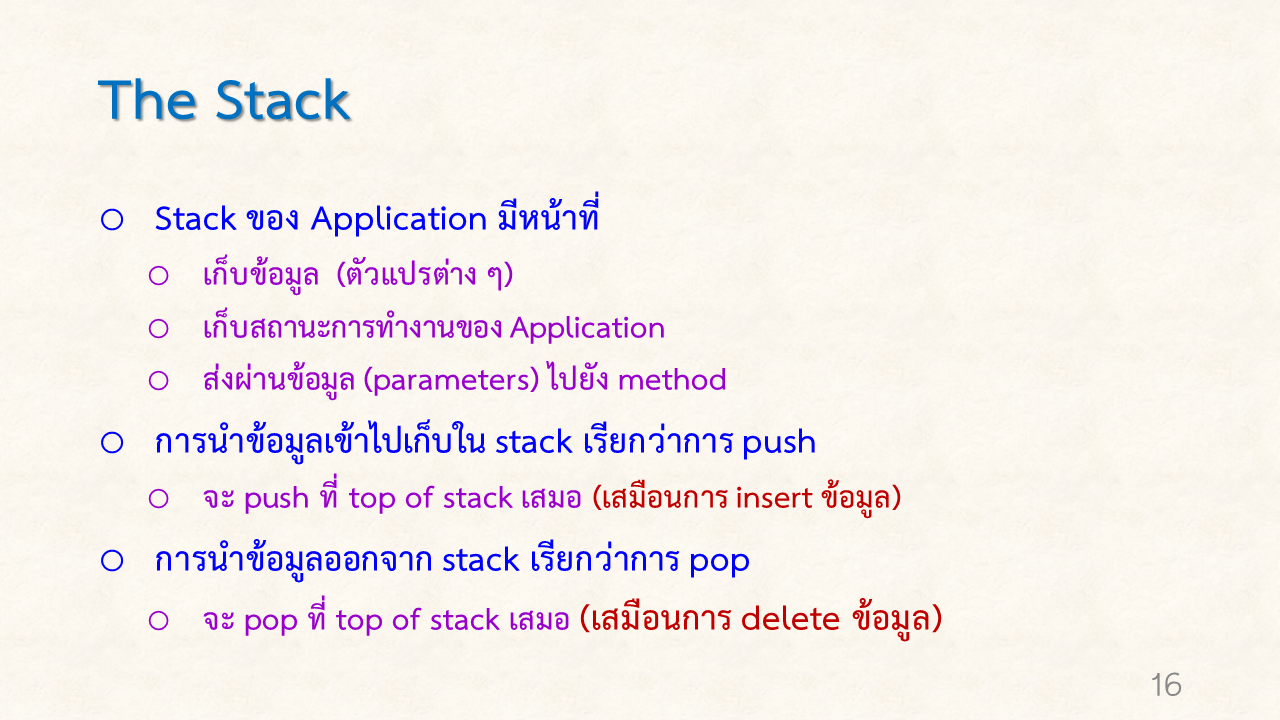 The Stack
Stack ของ Application มีหน้าที่
เก็บข้อมูล (ตัวแปรต่าง ๆ)
เก็บสถานะการทำงานของ Application
ส่งผ่านข้อมูล (parameters) ไปยัง method
การนำข้อมูลเข้าไปเก็บใน stack เรียกว่าการ push
จะ push ที่ top of stack เสมอ (เสมือนการ insert ข้อมูล)
การนำข้อมูลออกจาก stack เรียกว่าการ pop
จะ pop ที่ top of stack เสมอ (เสมือนการ delete ข้อมูล)
16